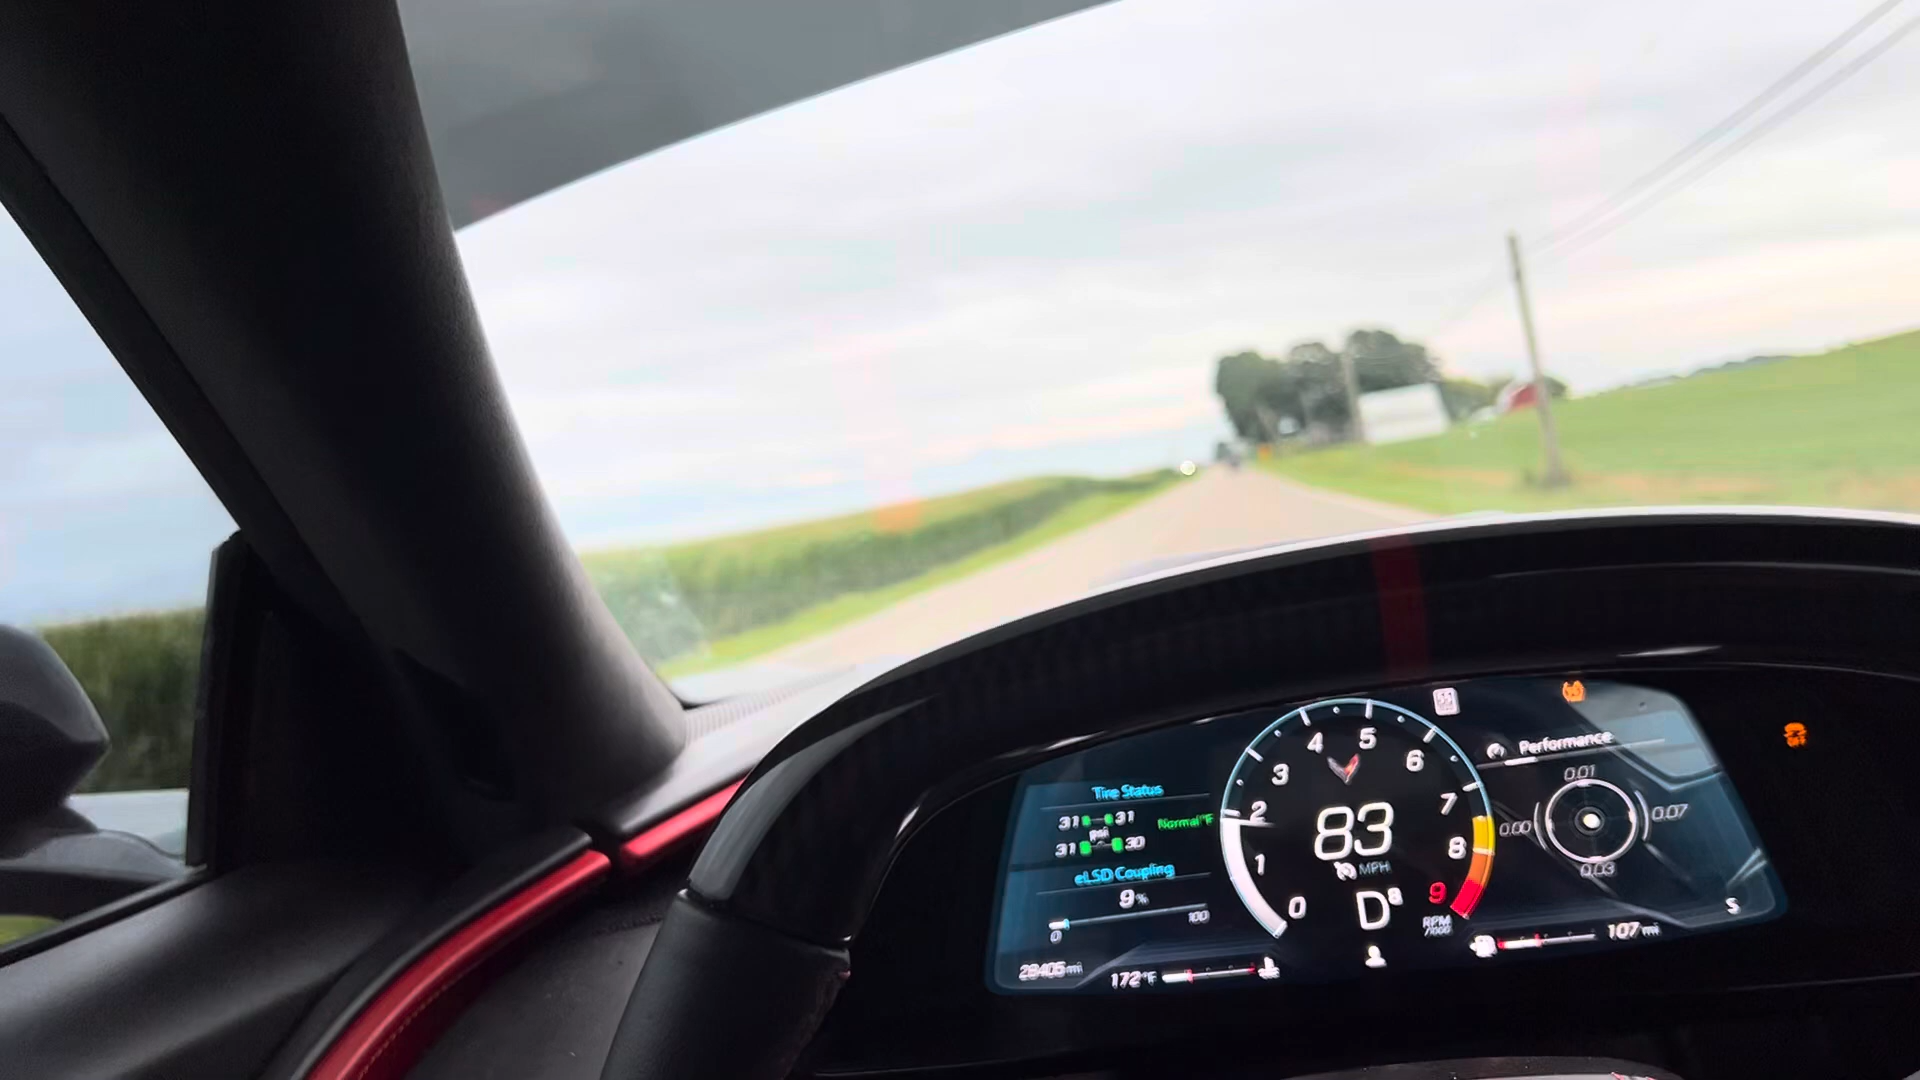 Tire Status
31 31
psi
31 30
Normal °F
eLSD Coupling
9%
0 100
28405 mi
172 °F
0 1 2 3 4 5 6 7 8 9
83
MPH
D8
RPM
/1000
Performance
0.01
0.00 0.07
0.03
S
107 mi